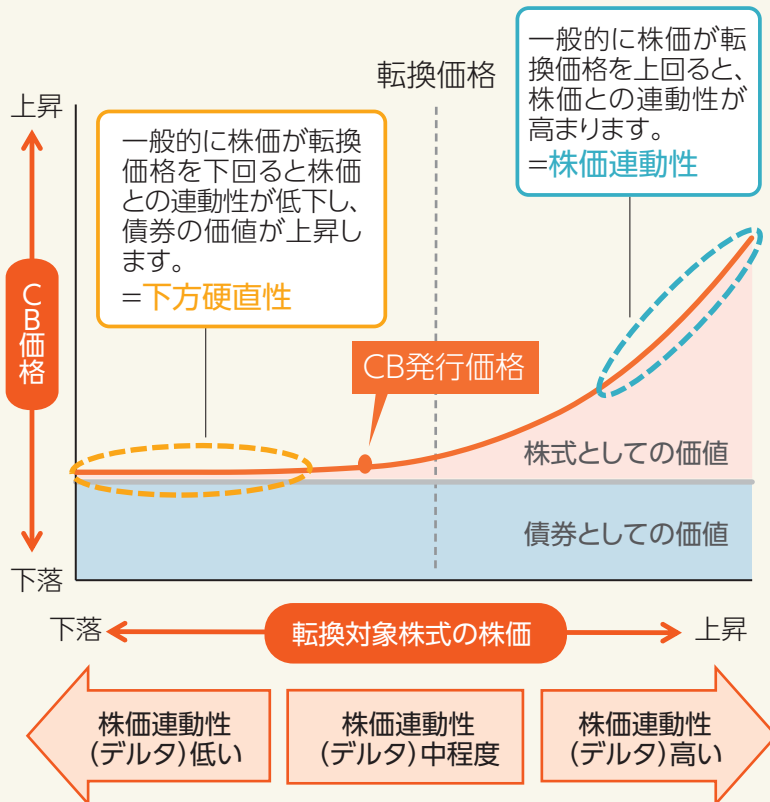 転換価格
一般的に株価が転
換価格を上回ると、
株価との連動性が
高まります。
=株価連動性
一般的に株価が転換
価格を下回ると株価
との連動性が低下し、
債券の価値が上昇し
ます。
=下方硬直性
上昇
CB価格
下落
CB発行価格
株式としての価値
債券としての価値
下落
転換対象株式の株価
上昇
株価連動性
(デルタ)低い
株価連動性
(デルタ)中程度
株価連動性
(デルタ)高い